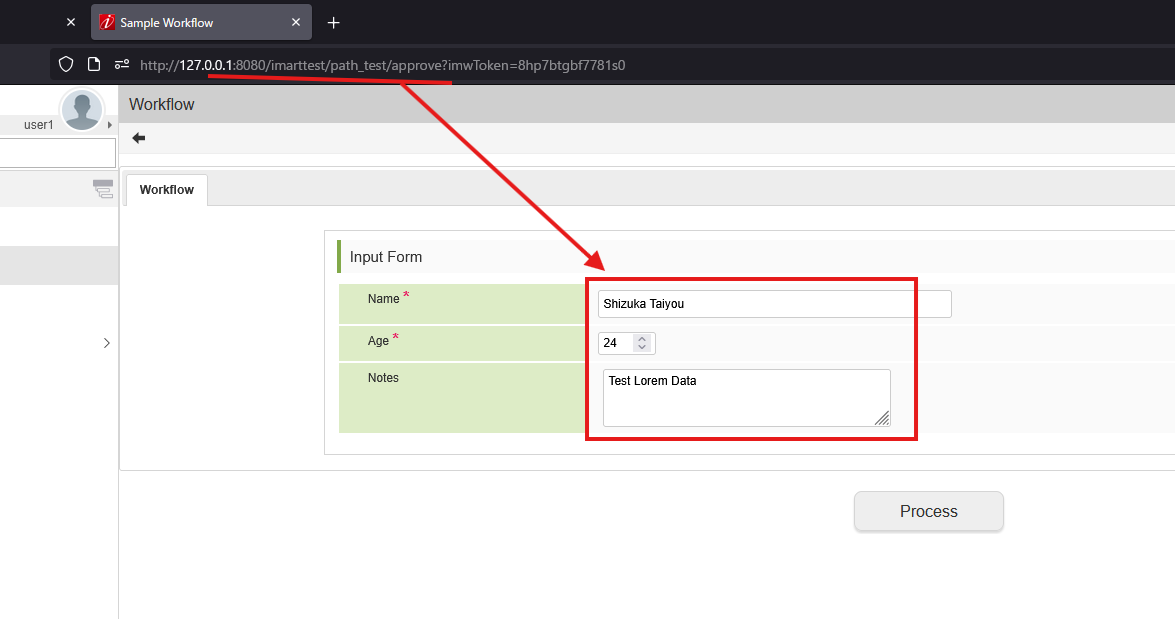 Sample Workflow
http://127.0.0.1:8080/imarttest/path_test/approve?imwToken=8hp7btgbf7781s0
user1
Workflow
Workflow
Input Form
Name *
Shizuka Taiyou
Age *
24
Notes
Test Lorem Data
Process